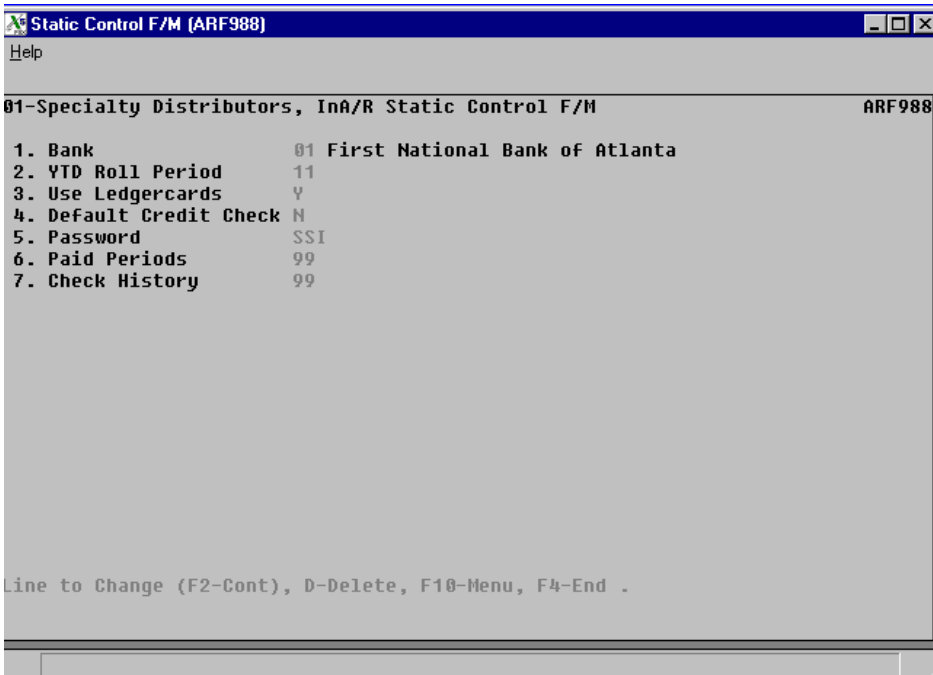 Static Control F/M (ARF988)
Help
01-Specialty Distributors, InA/R Static Control F/M ARF988
1. Bank 01 First National Bank of Atlanta
2. YTD Roll Period 11
3. Use Ledgercards Y
4. Default Credit Check N
5. Password SSI
6. Paid Periods 99
7. Check History 99
Line to Change (F2-Cont), D-Delete, F10-Menu, F4-End .